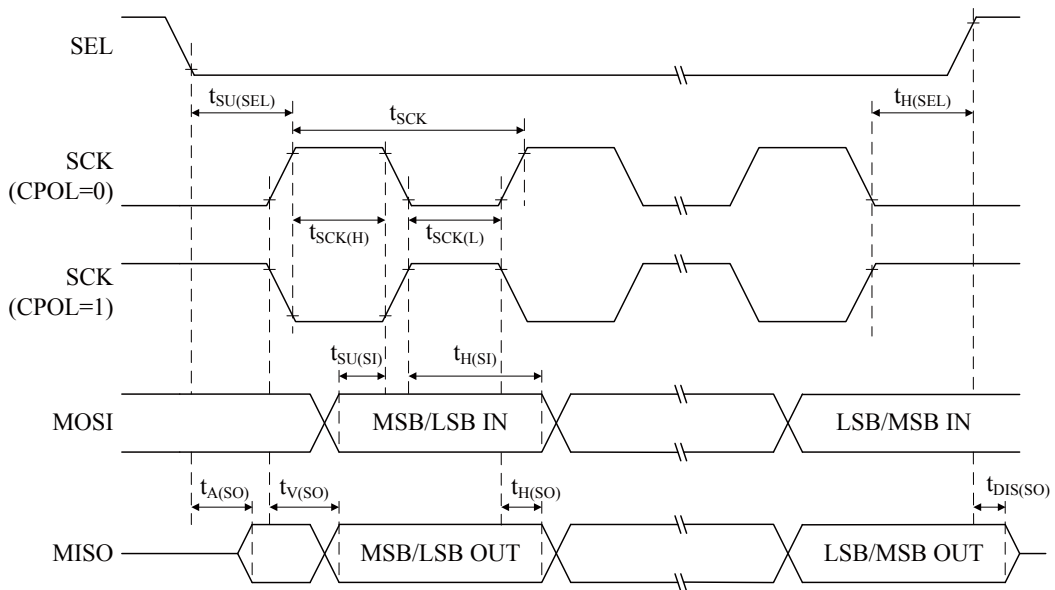 SEL
tSU(SEL)
tSCK
tH(SEL)
SCK
(CPOL=0)
tSCK(H)
tSCK(L)
SCK
(CPOL=1)
tSU(SI)
tH(SI)
MOSI
MSB/LSB IN
LSB/MSB IN
tA(SO)
tV(SO)
tH(SO)
tDIS(SO)
MISO
MSB/LSB OUT
LSB/MSB OUT